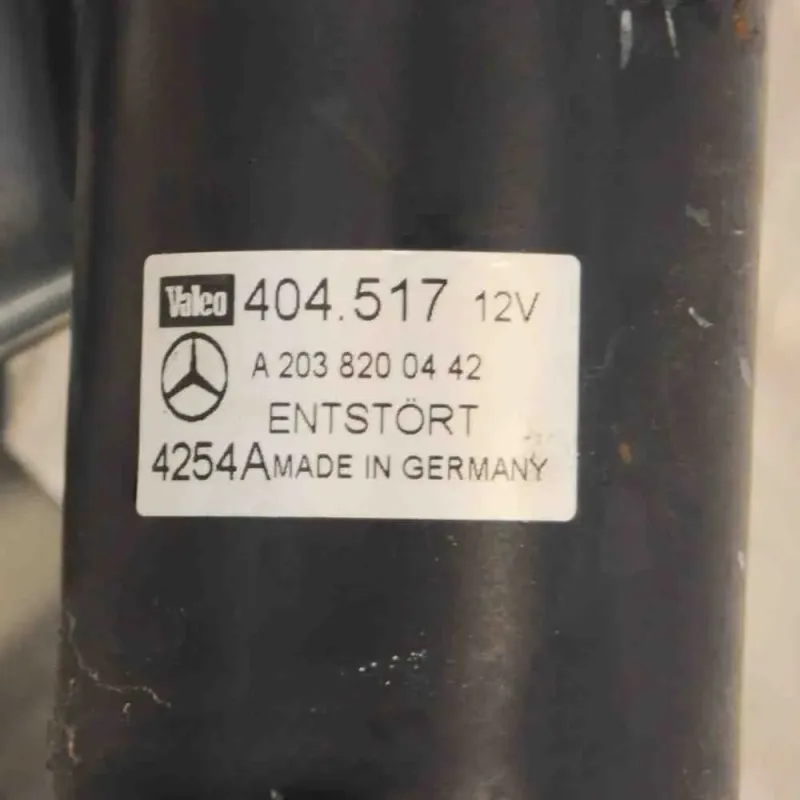 Valeo 404.517 12V
A 203 820 04 42
ENTSTÖRT
4254A MADE IN GERMANY